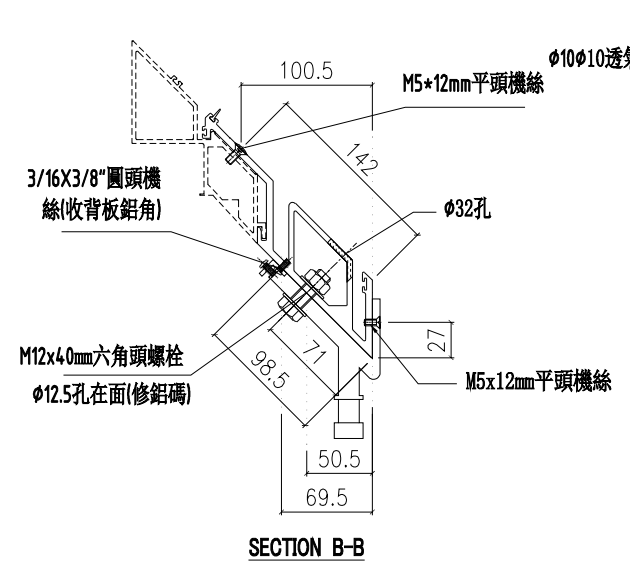 100.5
Φ10Φ10透氣
M5*12mm平頭機絲
142
3/16X3/8"圓頭機
絲(收背板鋁角)
Φ32孔
27
M12x40mm六角頭螺栓
Φ12.5孔在面(修鋁碼)
71
98.5
M5x12mm平頭機絲
50.5
69.5
SECTION B-B